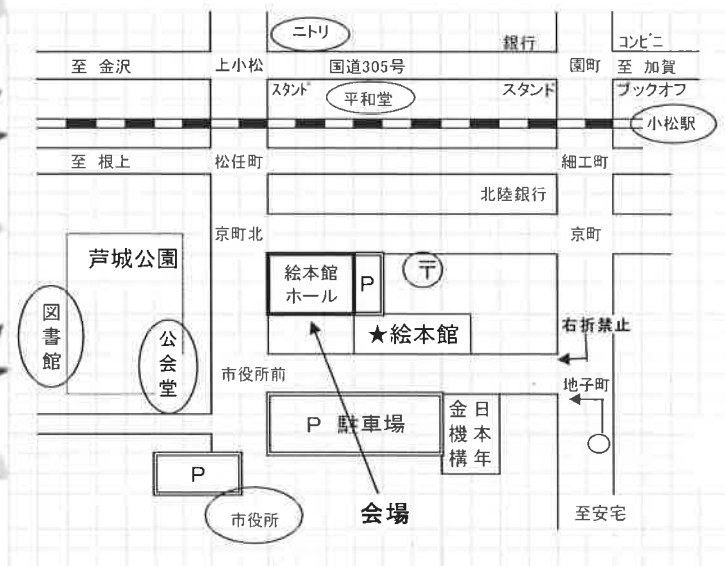 ニトリ
銀行
コンビニ
至 金沢
上小松
国道305号
園町
至 加賀
スタンド
平和堂
スタンド
ブックオフ
小松駅
至 根上
松任町
細工町
北陸銀行
京町北
京町
芦城公園
絵本館
ホール
P
〒
図書館
公会堂
★絵本館
右折禁止
市役所前
地子町
P 駐車場
日本年
金機構
P
会場
市役所
至安宅